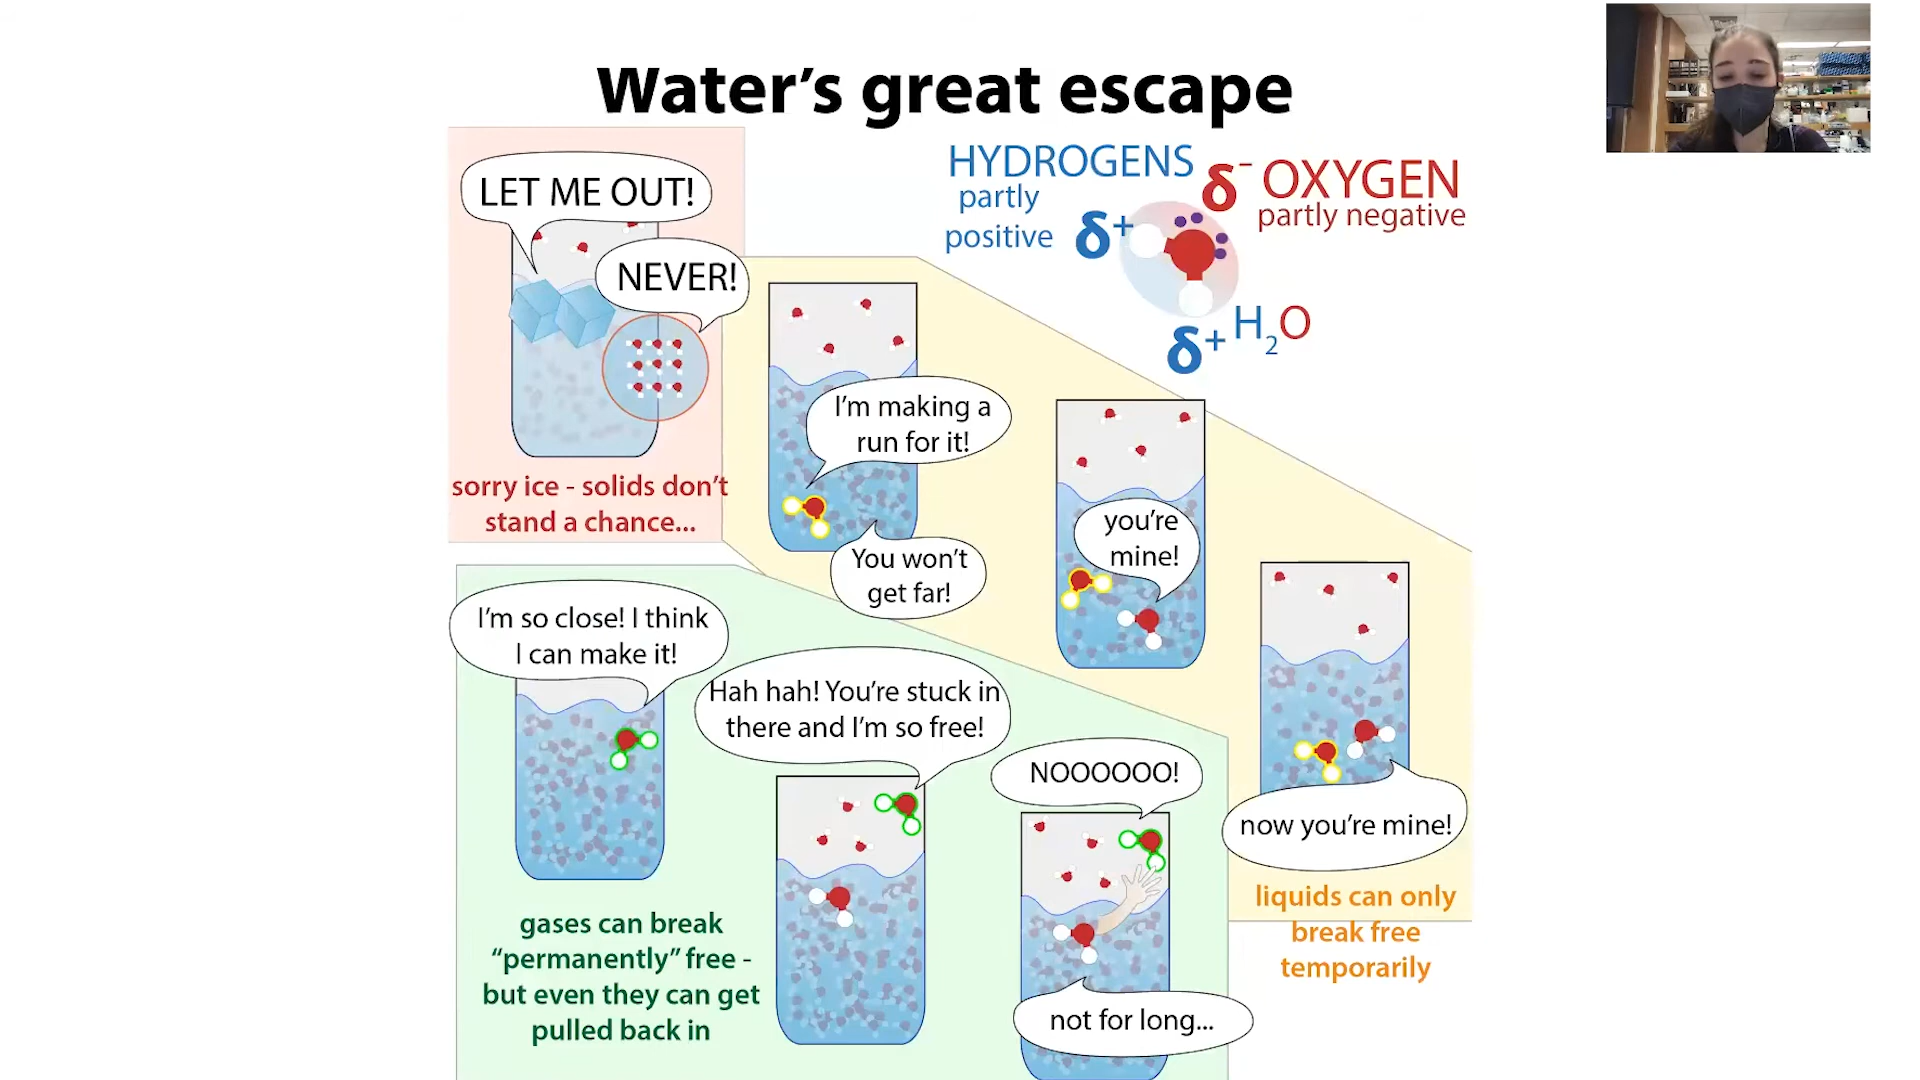 Water's great escape
LET ME OUT!
NEVER!
sorry ice - solids don't
stand a chance...
HYDROGENS
partly
positive
δ+
δ- OXYGEN
partly negative
δ+
H2O
I'm making a
run for it!
You won't
get far!
you're
mine!
now you're mine!
liquids can only
break free
temporarily
I'm so close! I think
I can make it!
Hah hah! You're stuck in
there and I'm so free!
NOOOOOO!
not for long...
gases can break
"permanently" free -
but even they can get
pulled back in